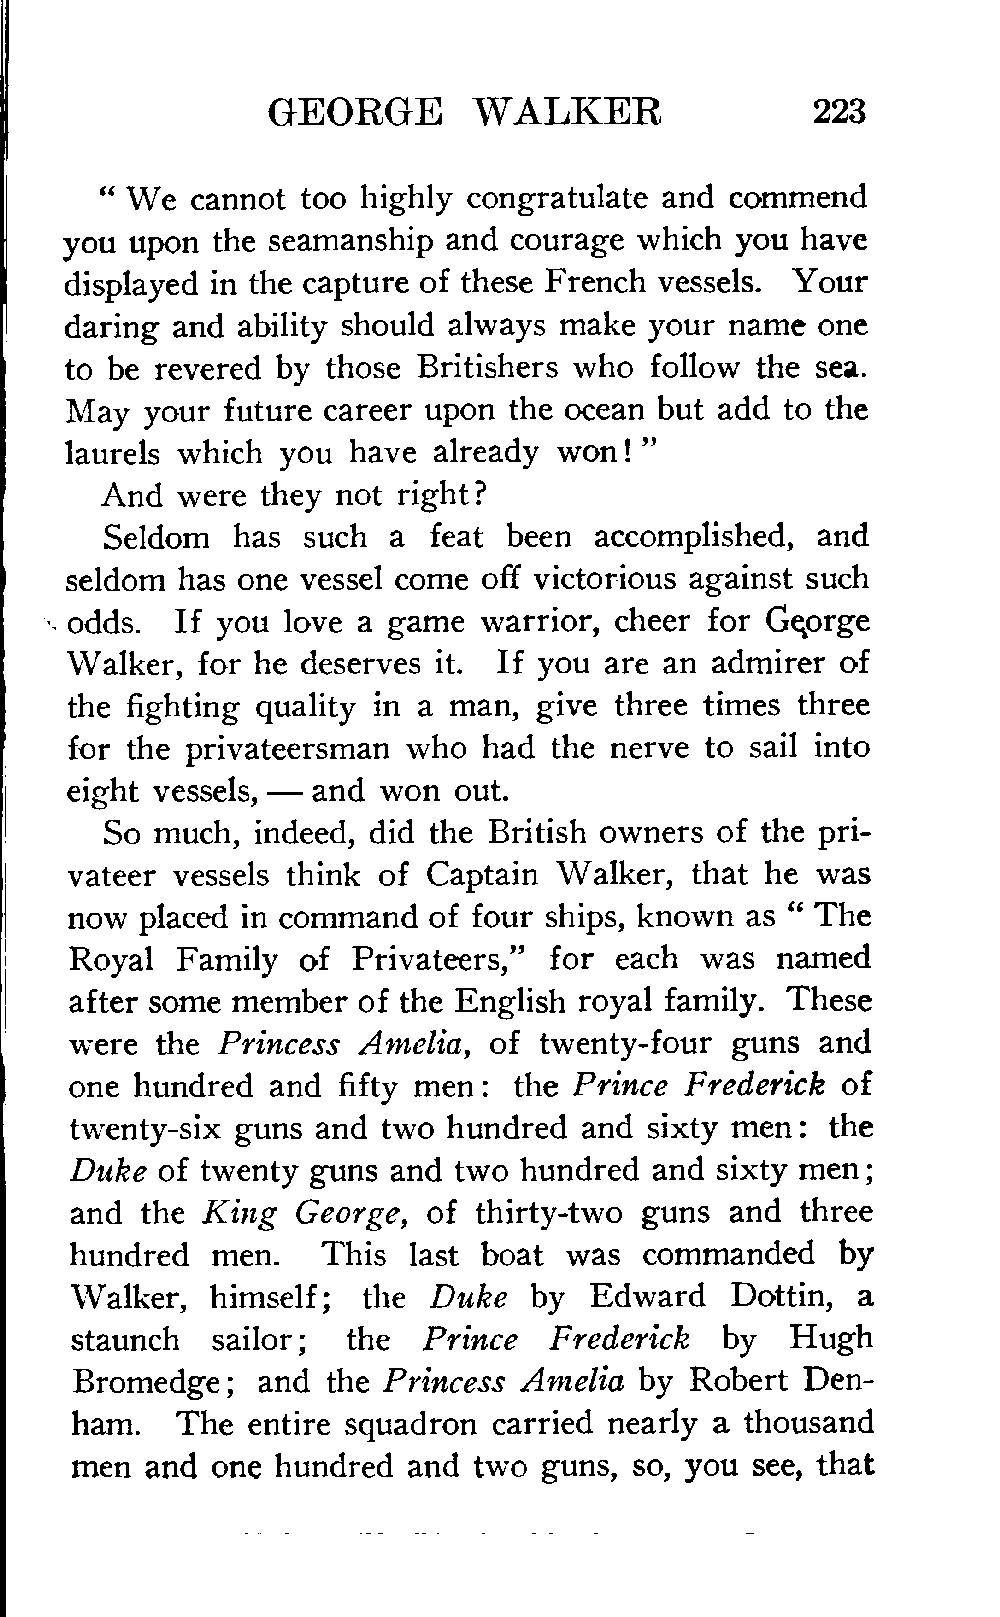 GEORGE WALKER 223
“ We cannot too highly congratulate and commend
you upon the seamanship and courage which you have
displayed in the capture of these French vessels. Your
daring and ability should always make your name one
to be revered by those Britishers who follow the sea.
May your future career upon the ocean but add to the
laurels which you have already won! ”
And were they not right?
Seldom has such a feat been accomplished, and
seldom has one vessel come off victorious against such
odds. If you love a game warrior, cheer for George
Walker, for he deserves it. If you are an admirer of
the fighting quality in a man, give three times three
for the privateersman who had the nerve to sail into
eight vessels, — and won out.
So much, indeed, did the British owners of the pri-
vateer vessels think of Captain Walker, that he was
now placed in command of four ships, known as “ The
Royal Family of Privateers,” for each was named
after some member of the English royal family. These
were the Princess Amelia, of twenty-four guns and
one hundred and fifty men: the Prince Frederick of
twenty-six guns and two hundred and sixty men: the
Duke of twenty guns and two hundred and sixty men;
and the King George, of thirty-two guns and three
hundred men. This last boat was commanded by
Walker, himself; the Duke by Edward Dottin, a
staunch sailor; the Prince Frederick by Hugh
Bromedge; and the Princess Amelia by Robert Den-
ham. The entire squadron carried nearly a thousand
men and one hundred and two guns, so, you see, that